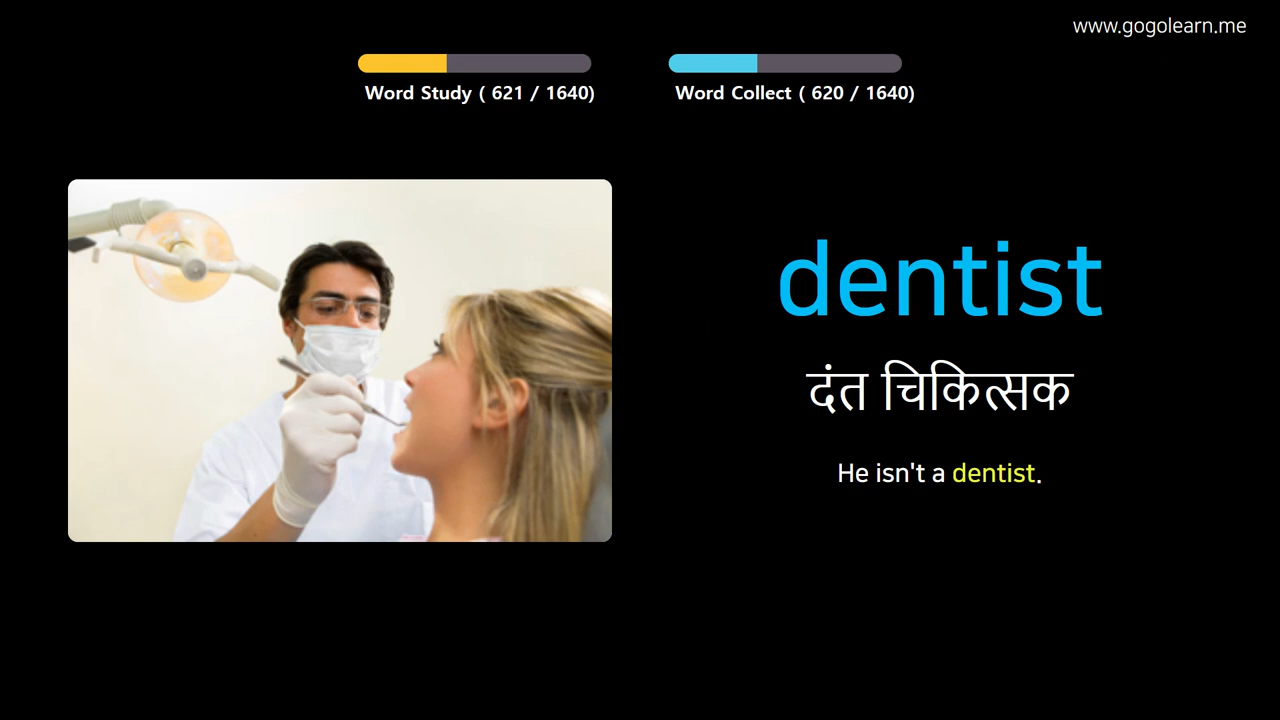 www.gogolearn.me
Word Study ( 621 / 1640)
Word Collect ( 620 / 1640)
dentist
दंत चिकित्सक
He isn't a dentist.